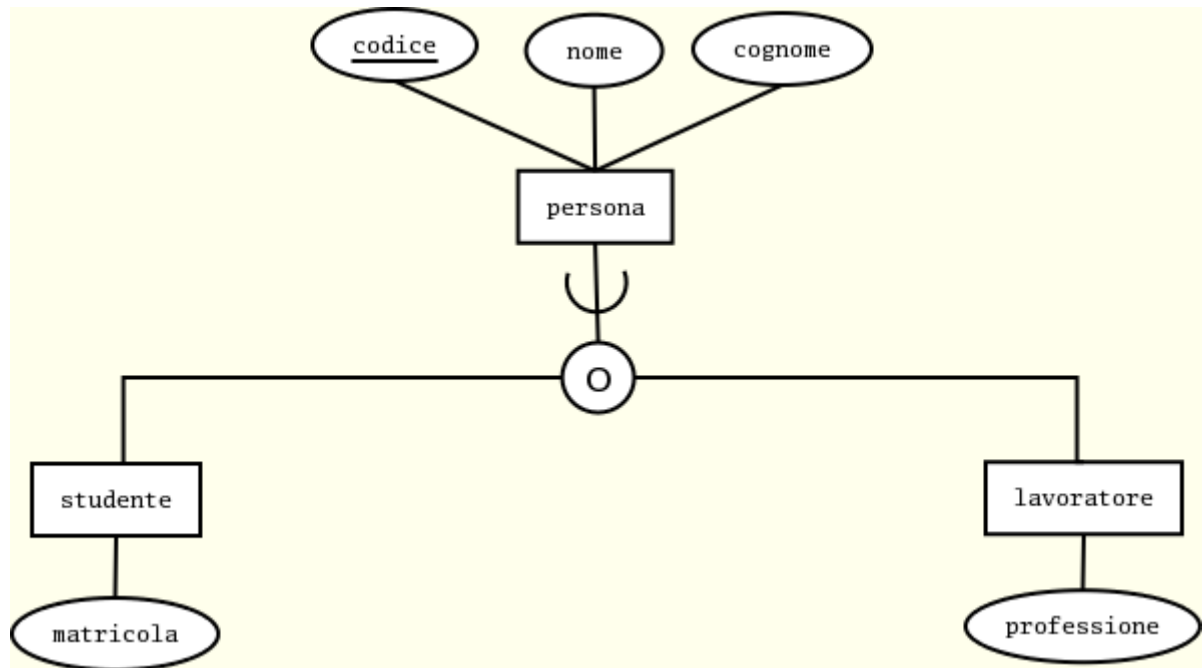 codice
nome
cognome
persona
O
studente
lavoratore
matricola
professione